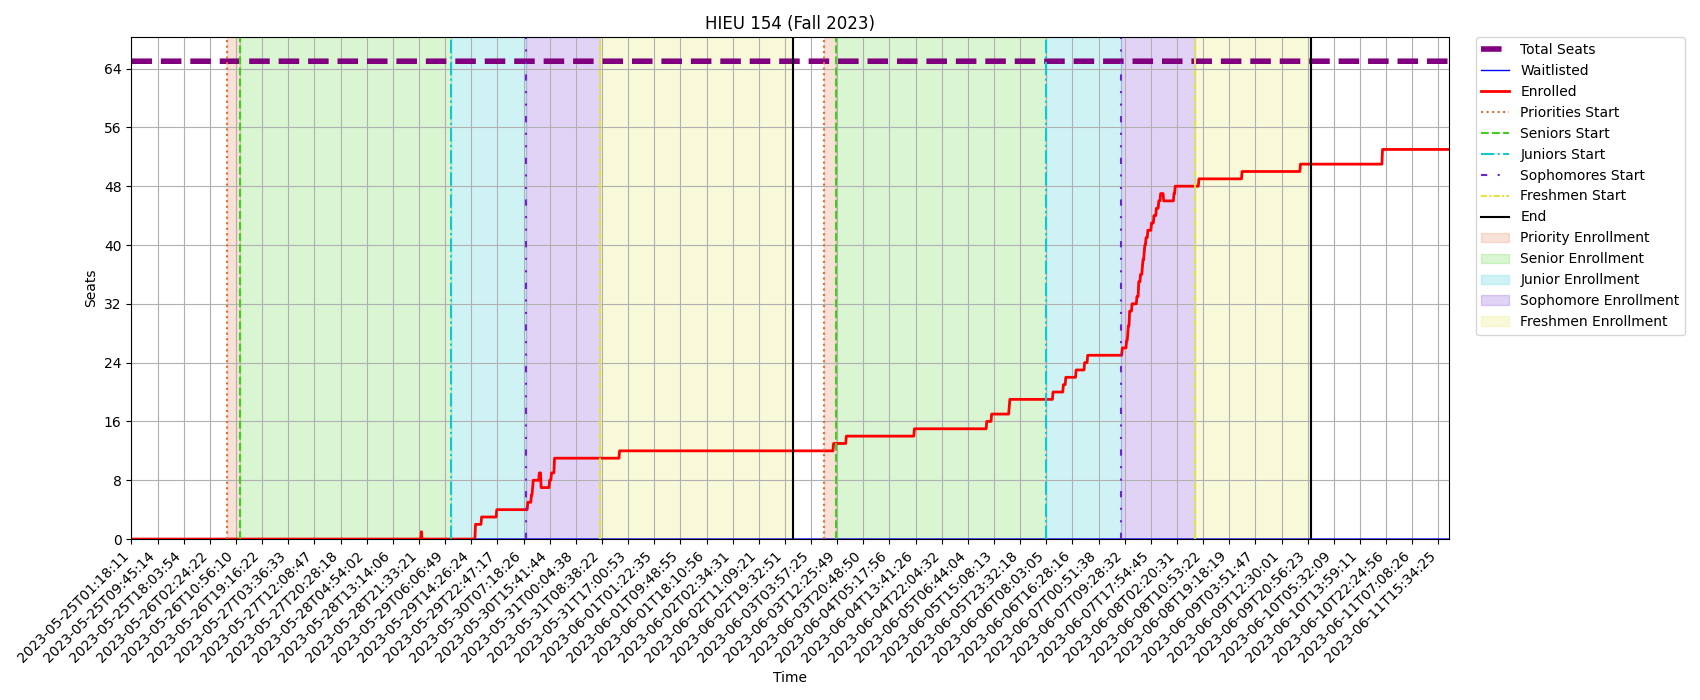 HIEU 154 (Fall 2023)
Seats
64
56
48
40
32
24
16
8
0
2023-05-25T01:18:11
2023-05-25T09:45:14
2023-05-25T18:03:54
2023-05-26T02:24:22
2023-05-26T10:56:10
2023-05-26T19:16:22
2023-05-27T03:36:33
2023-05-27T12:08:47
2023-05-27T20:28:18
2023-05-28T04:54:02
2023-05-28T13:14:06
2023-05-28T21:33:21
2023-05-29T06:06:49
2023-05-29T14:26:24
2023-05-29T22:47:17
2023-05-30T07:18:26
2023-05-30T15:41:44
2023-05-31T00:04:38
2023-05-31T08:38:22
2023-05-31T17:00:53
2023-06-01T01:22:35
2023-06-01T09:48:55
2023-06-01T18:10:56
2023-06-02T02:34:31
2023-06-02T11:09:21
2023-06-02T19:32:51
2023-06-03T03:57:25
2023-06-03T12:25:49
2023-06-03T20:48:50
2023-06-04T05:17:56
2023-06-04T13:41:26
2023-06-04T22:04:32
2023-06-05T06:44:04
2023-06-05T15:08:13
2023-06-05T23:32:18
2023-06-06T08:03:05
2023-06-06T16:28:16
2023-06-07T00:51:38
2023-06-07T09:28:32
2023-06-07T17:54:45
2023-06-08T02:20:31
2023-06-08T10:53:22
2023-06-08T19:18:19
2023-06-09T03:51:47
2023-06-09T12:30:01
2023-06-09T20:56:23
2023-06-10T05:32:09
2023-06-10T13:59:11
2023-06-10T22:24:56
2023-06-11T07:08:26
2023-06-11T15:34:25
Time
Total Seats
Waitlisted
Enrolled
Priorities Start
Seniors Start
Juniors Start
Sophomores Start
Freshmen Start
End
Priority Enrollment
Senior Enrollment
Junior Enrollment
Sophomore Enrollment
Freshmen Enrollment